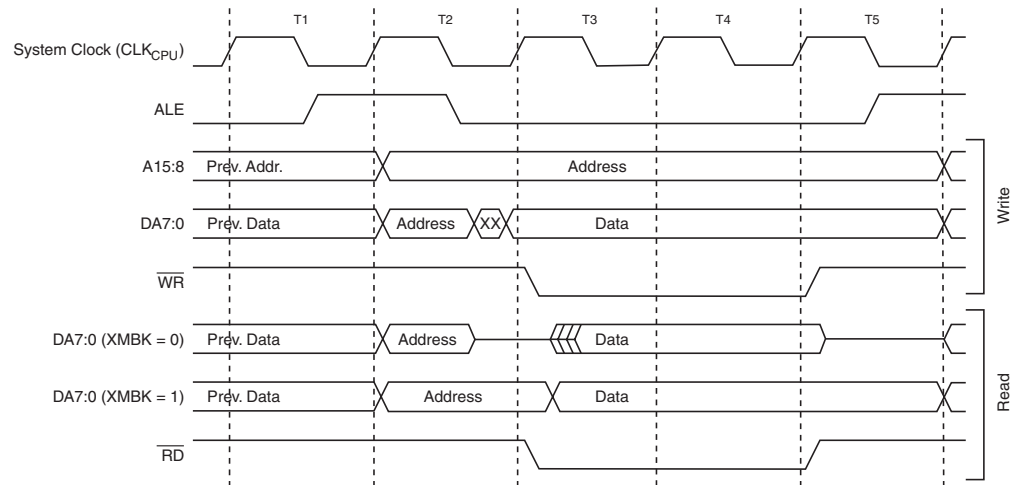 T1 T2 T3 T4 T5
System Clock (CLKCPU)
ALE
A15:8 Prev. Addr. Address
DA7:0 Prev. Data Address XX Data
WR
Write
DA7:0 (XMBK = 0) Prev. Data Address Data
DA7:0 (XMBK = 1) Prev. Data Address Data
RD
Read